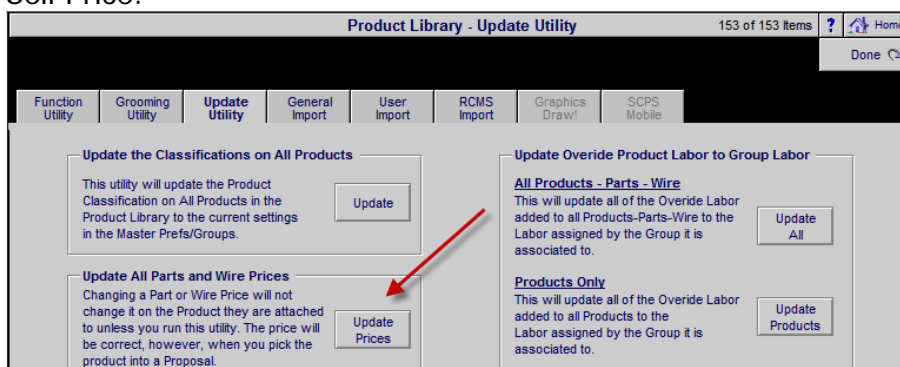 Sell Price.
Product Library - Update Utility 153 of 153 Items ? Home
Done
Function Utility
Grooming Utility
Update Utility
General Import
User Import
RCMS Import
Graphics Draw!
SCPS Mobile
Update the Classifications on All Products
This utility will update the Product
Classification on All Products in the
Product Library to the current settings
in the Master Prefs/Groups.
Update
Update All Parts and Wire Prices
Changing a Part or Wire Price will not
change it on the Product they are attached
to unless you run this utility. The price will
be correct, however, when you pick the
product into a Proposal.
Update
Prices
Update Overide Product Labor to Group Labor
All Products - Parts - Wire
This will update all of the Overide Labor
added to all Products-Parts-Wire to the
Labor assigned by the Group it is
associated to.
Update
All
Products Only
This will update all of the Overide Labor
added to all Products to the
Labor assigned by the Group it is
associated to.
Update
Products